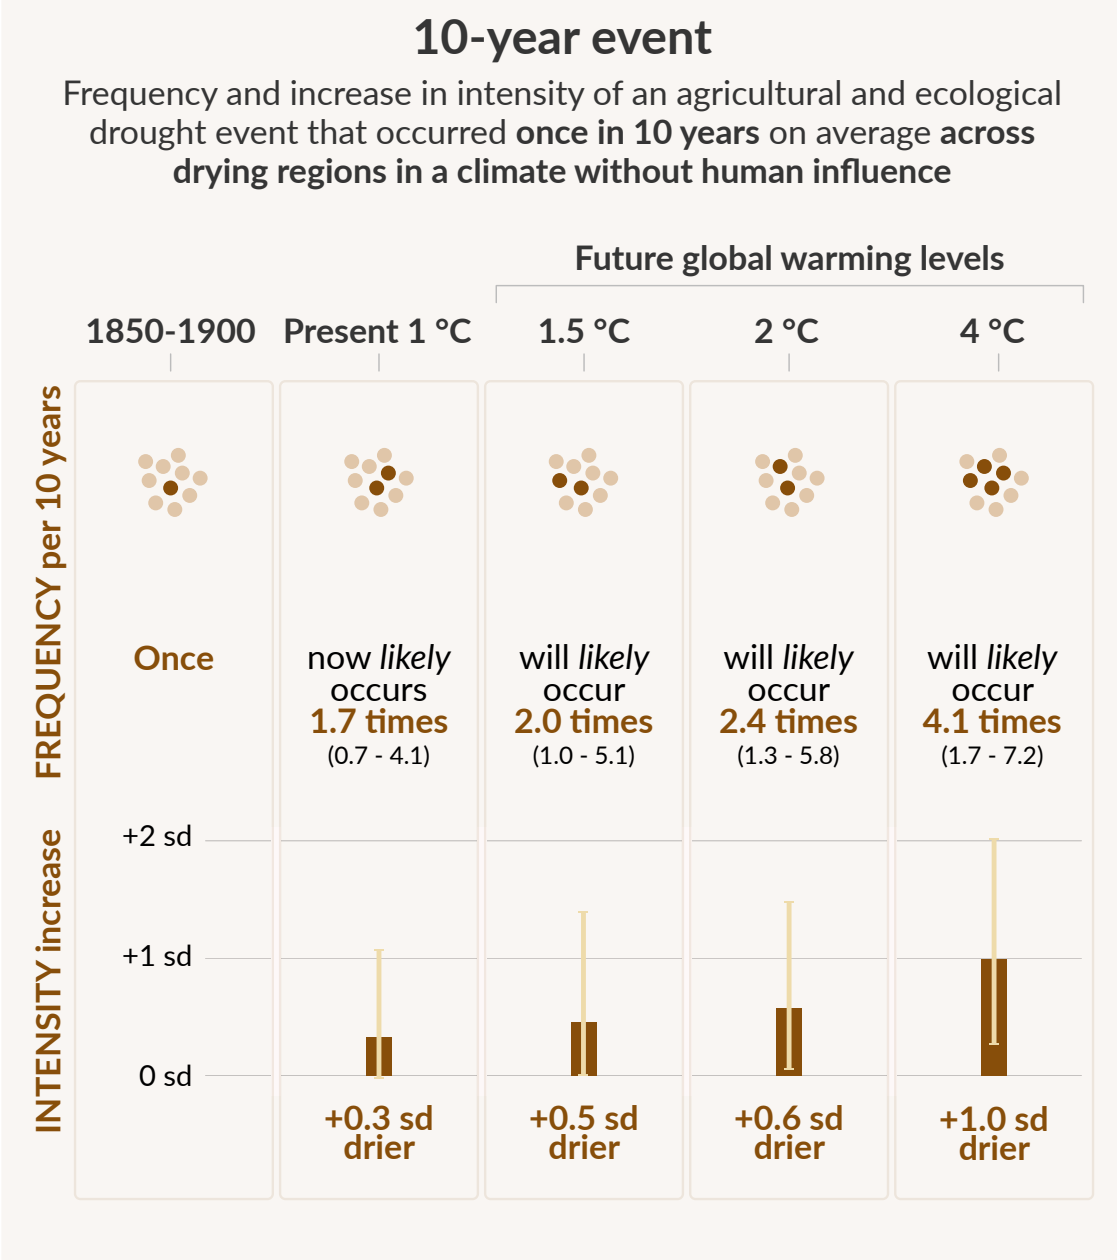 10-year event
Frequency and increase in intensity of an agricultural and ecological
drought event that occurred once in 10 years on average across
drying regions in a climate without human influence
Future global warming levels
1850-1900 Present 1 °C 1.5 °C 2 °C 4 °C
FREQUENCY per 10 years
Once
now likely
occurs
1.7 times
(0.7 - 4.1)
will likely
occur
2.0 times
(1.0 - 5.1)
will likely
occur
2.4 times
(1.3 - 5.8)
will likely
occur
4.1 times
(1.7 - 7.2)
INTENSITY increase
+2 sd
+1 sd
0 sd
+0.3 sd
drier
+0.5 sd
drier
+0.6 sd
drier
+1.0 sd
drier